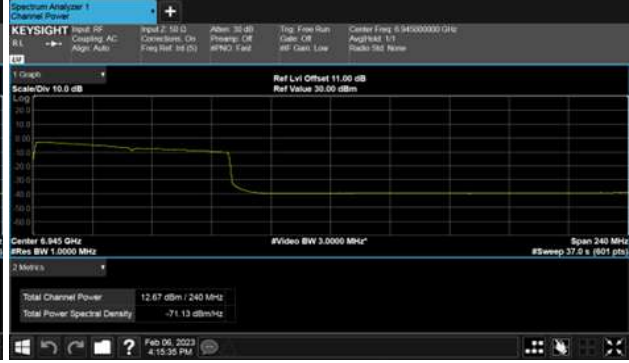 Spectrum Analyzer 1
Channel Power
+
KEYSIGHT Input: RF
R L
Coupling: AC
Align: Auto
Input Z: 50 Ω
Corrections: On
Freq Ref: Int (S)
Atten: 30 dB
Preamp: Off
#PNO: Fast
Trig: Free Run
Gate: Off
#IF Gain: Low
Center Freq: 6.945000000 GHz
Avg|Hold: 1/1
Radio Std: None
1 Graph
Scale/Div 10.0 dB
Ref Lvl Offset 11.00 dB
Ref Value 30.00 dBm
Log
20.0
10.0
0.00
-10.0
-20.0
-30.0
-40.0
-50.0
-60.0
Center 6.945 GHz
#Res BW 1.0000 MHz
#Video BW 3.0000 MHz*
Span 240 MHz
#Sweep 37.0 s (601 pts)
2 Metrics
Total Channel Power 12.67 dBm / 240 MHz
Total Power Spectral Density -71.13 dBm/Hz
?
Feb 06, 2023
4:15:35 PM